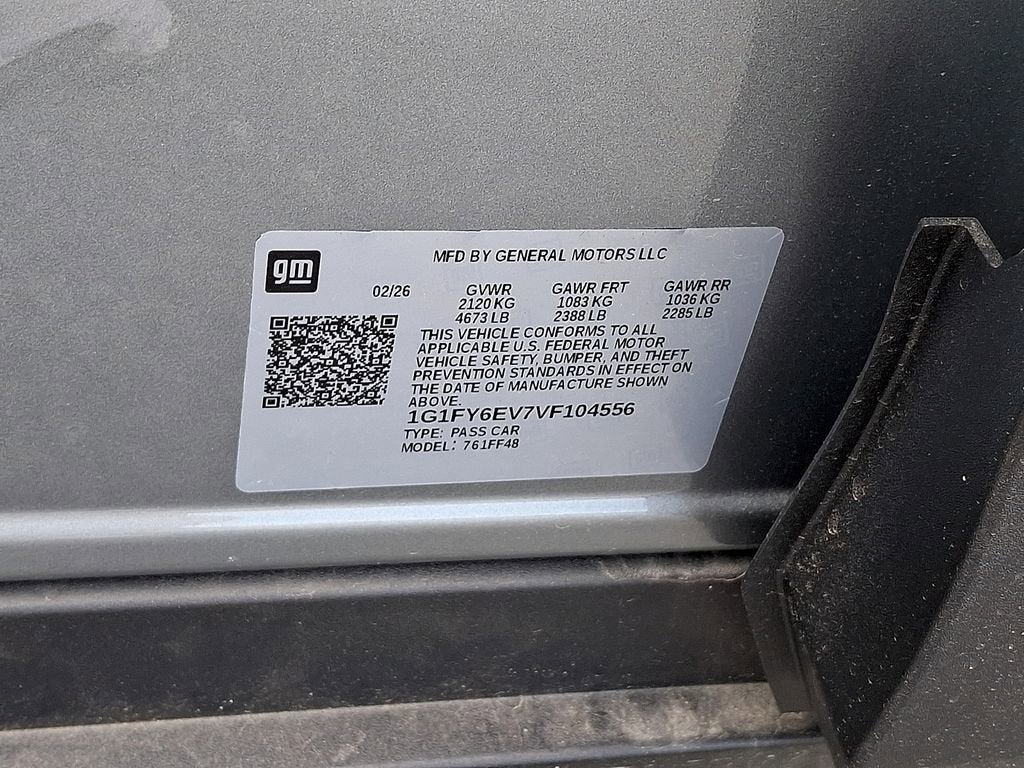 gm
MFD BY GENERAL MOTORS LLC
02/26
GVWR GAWR FRT GAWR RR
2120 KG 1083 KG 1036 KG
4673 LB 2388 LB 2285 LB
THIS VEHICLE CONFORMS TO ALL
APPLICABLE U.S. FEDERAL MOTOR
VEHICLE SAFETY, BUMPER, AND THEFT
PREVENTION STANDARDS IN EFFECT ON
THE DATE OF MANUFACTURE SHOWN
ABOVE.
1G1FY6EV7VF104556
TYPE: PASS CAR
MODEL: 761FF48